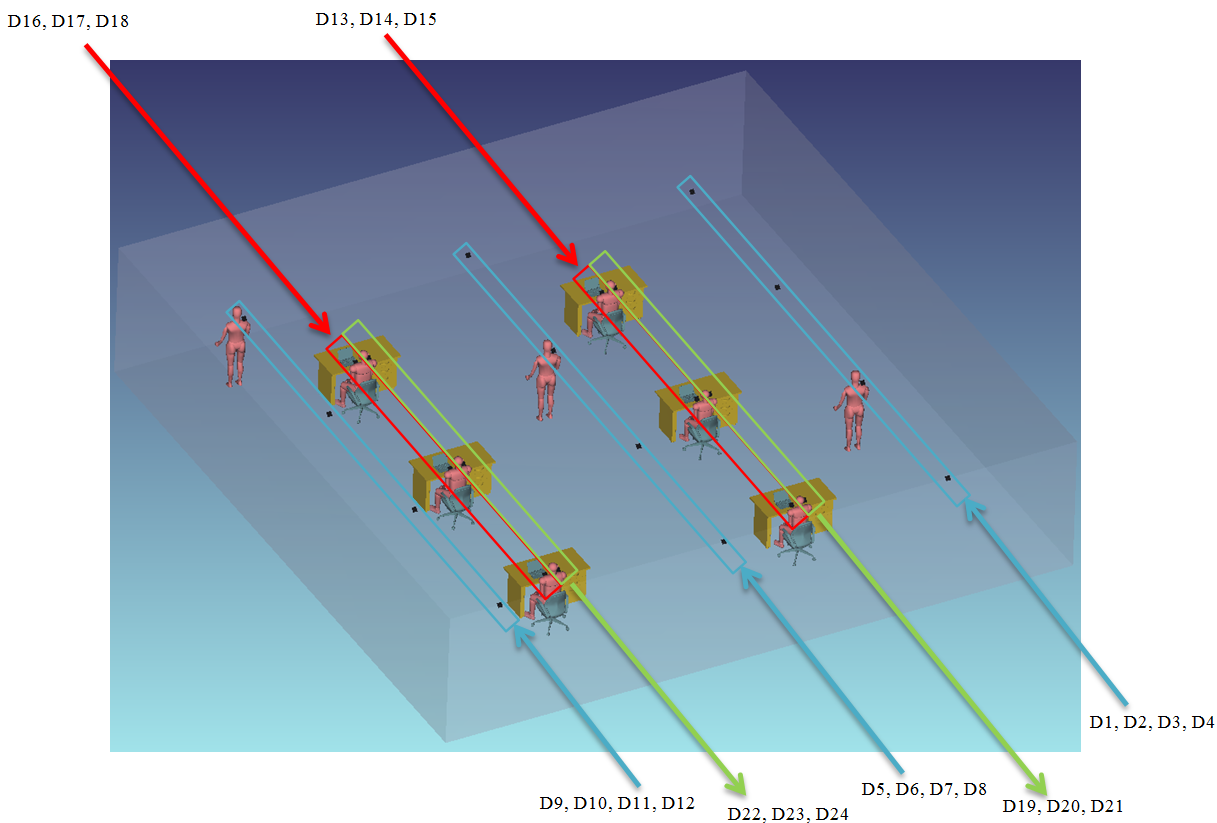 D16, D17, D18
D13, D14, D15
D1, D2, D3, D4
D5, D6, D7, D8
D9, D10, D11, D12
D19, D20, D21
D22, D23, D24